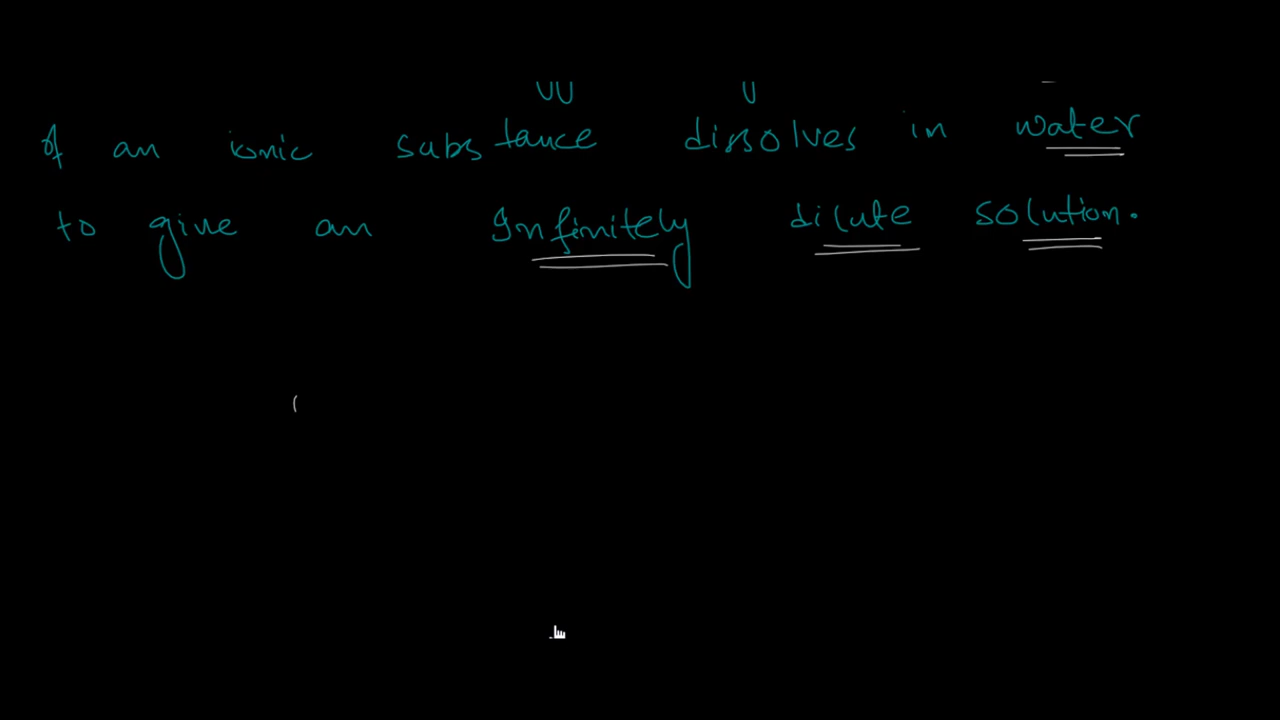 of an ionic substance dissolves in water
to give an Infinitely dilute solution.